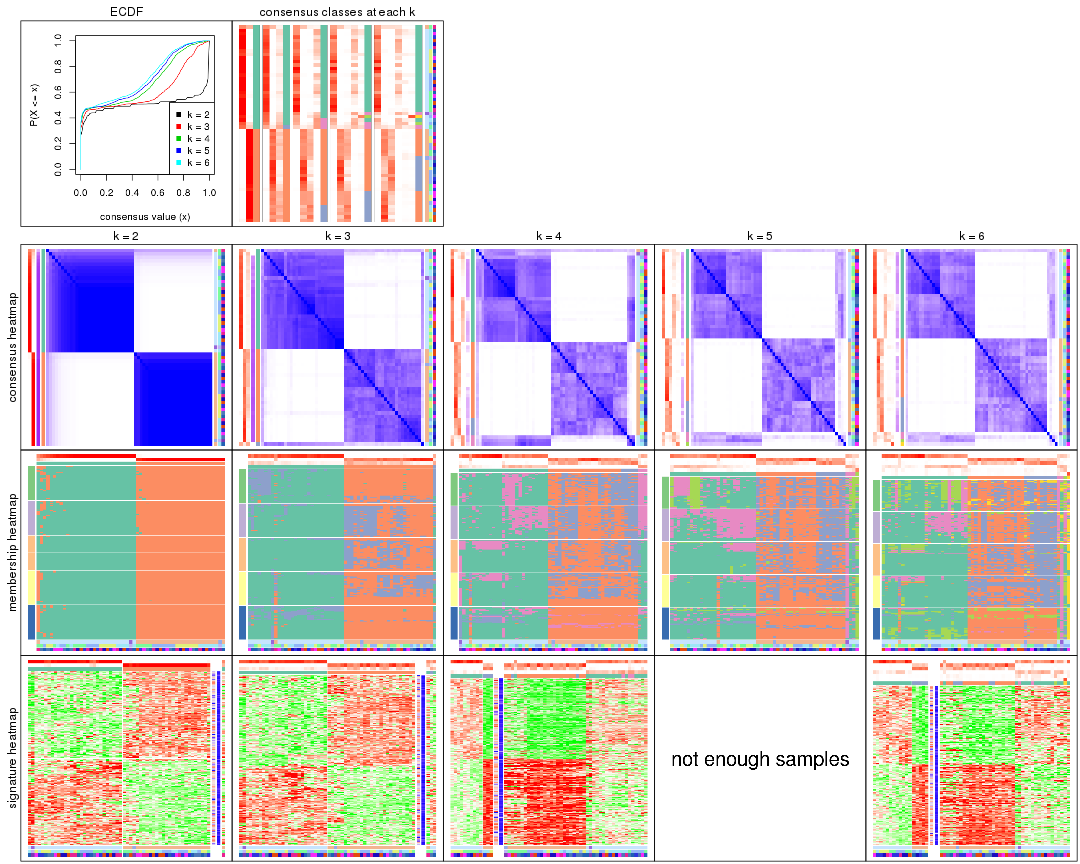 ECDF
consensus classes at each k
P(X <= x)
0.0 0.2 0.4 0.6 0.8 1.0
k = 2
k = 3
k = 4
k = 5
k = 6
0.0 0.2 0.4 0.6 0.8 1.0
consensus value (x)
k = 2
k = 3
k = 4
k = 5
k = 6
consensus heatmap
membership heatmap
signature heatmap
not enough samples